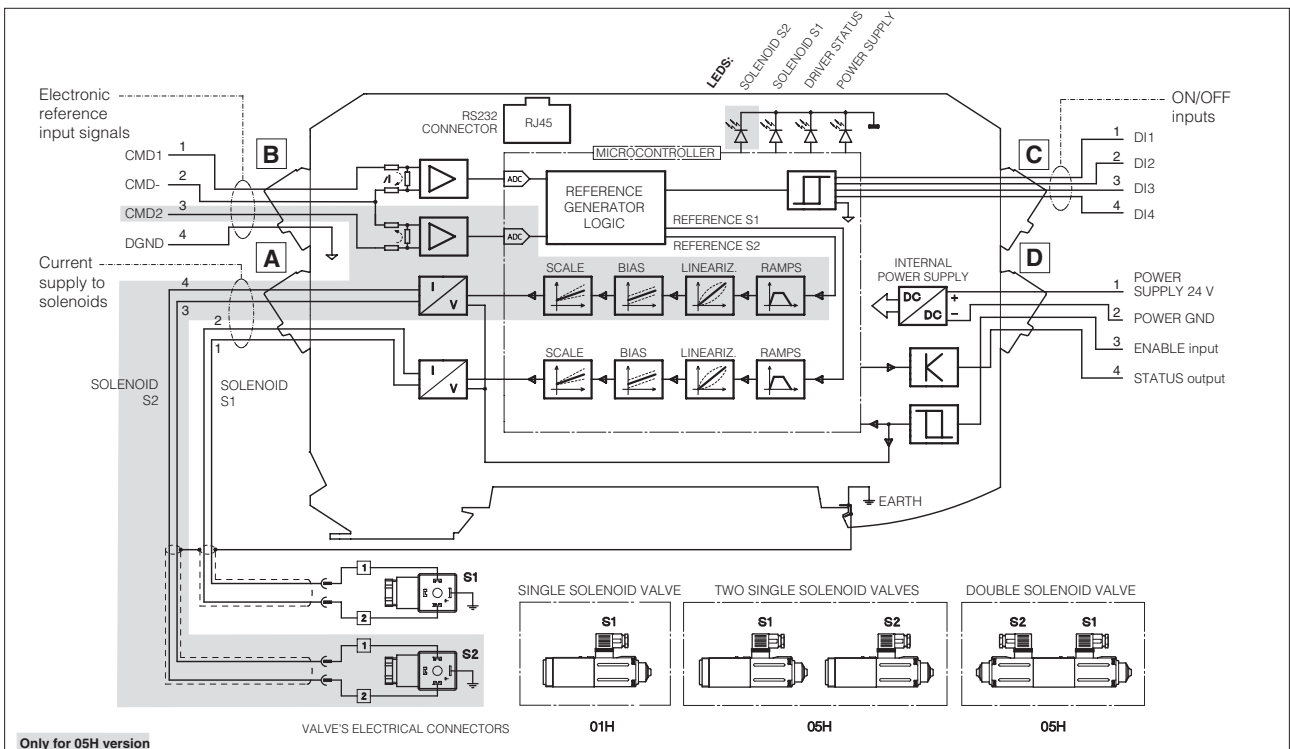 LEDS:
SOLENOID S2
SOLENOID S1
DRIVER STATUS
POWER SUPPLY
Electronic
reference
input signals
RS232
CONNECTOR
RJ45
ON/OFF
inputs
B
C
CMD1 1
CMD- 2
CMD2 3
DGND 4
1 DI1
2 DI2
3 DI3
4 DI4
MICROCONTROLLER
ADC
ADC
REFERENCE
GENERATOR
LOGIC
REFERENCE S1
REFERENCE S2
Current
supply to
solenoids
A
D
4
3
2
1
I
V
SCALE BIAS LINEARIZ. RAMPS
I
V
SCALE BIAS LINEARIZ. RAMPS
INTERNAL
POWER SUPPLY
DC
DC
+
−
1 POWER
SUPPLY 24 V
2 POWER GND
3 ENABLE input
4 STATUS output
K
SOLENOID
S2
SOLENOID
S1
EARTH
1
S1
2
1
S2
2
VALVE'S ELECTRICAL CONNECTORS
SINGLE SOLENOID VALVE
S1
01H
TWO SINGLE SOLENOID VALVES
S1 S2
05H
DOUBLE SOLENOID VALVE
S2 S1
05H
Only for 05H version